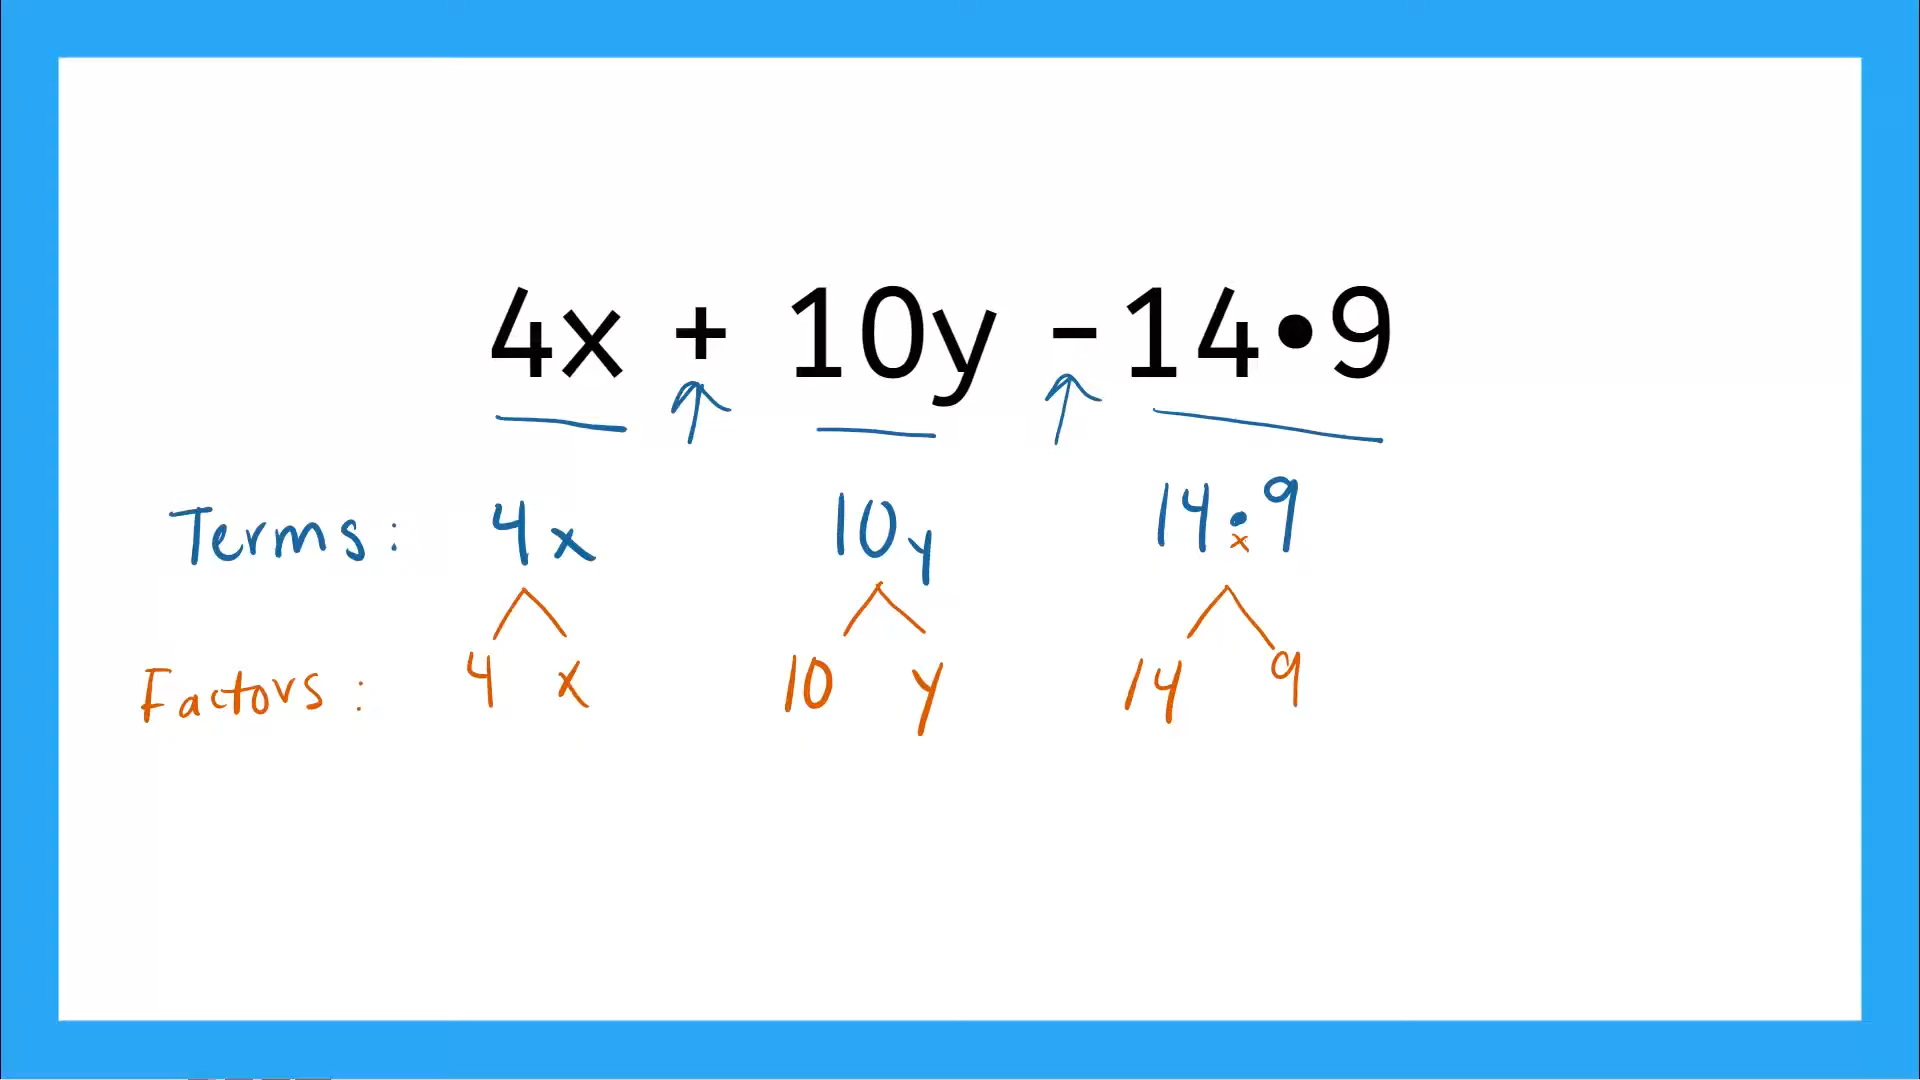 4x + 10y -14•9
Terms: 4x 10y 14•9
x
Factors: 4 x 10 y 14 9